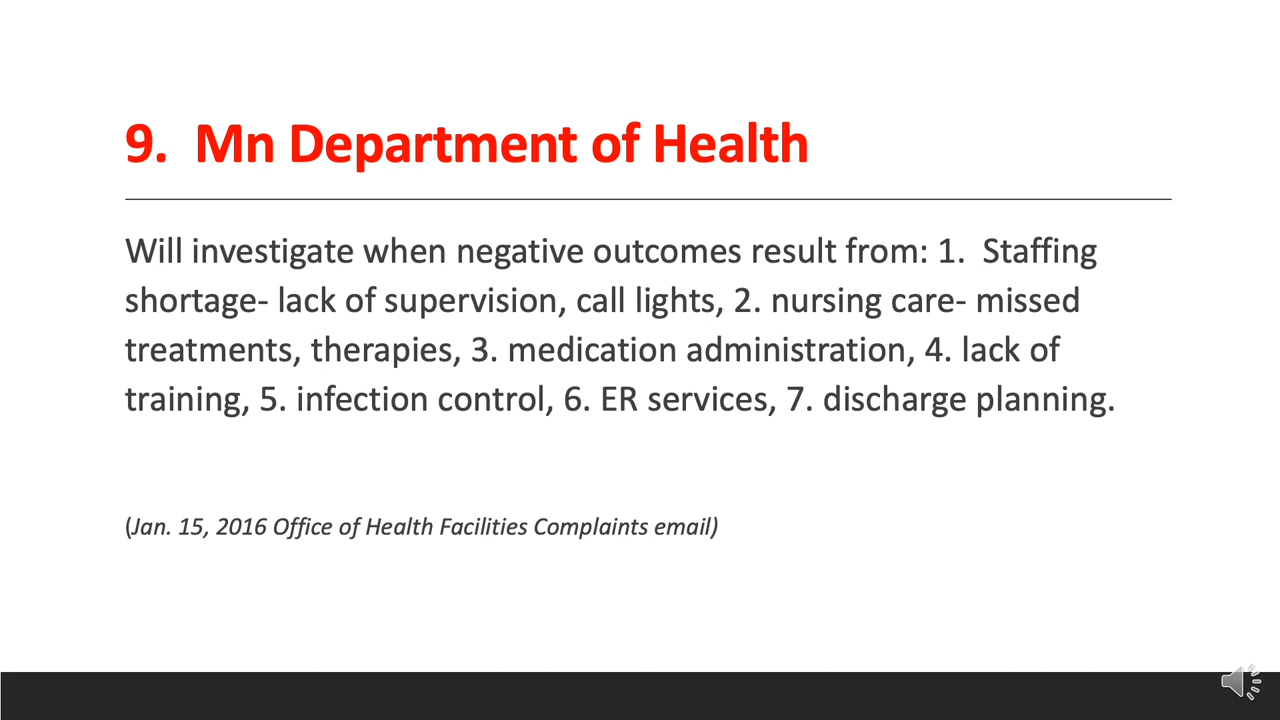 9.  Mn Department of Health
Will investigate when negative outcomes result from: 1.  Staffing
shortage- lack of supervision, call lights, 2. nursing care- missed
treatments, therapies, 3. medication administration, 4. lack of
training, 5. infection control, 6. ER services, 7. discharge planning.
(Jan. 15, 2016 Office of Health Facilities Complaints email)